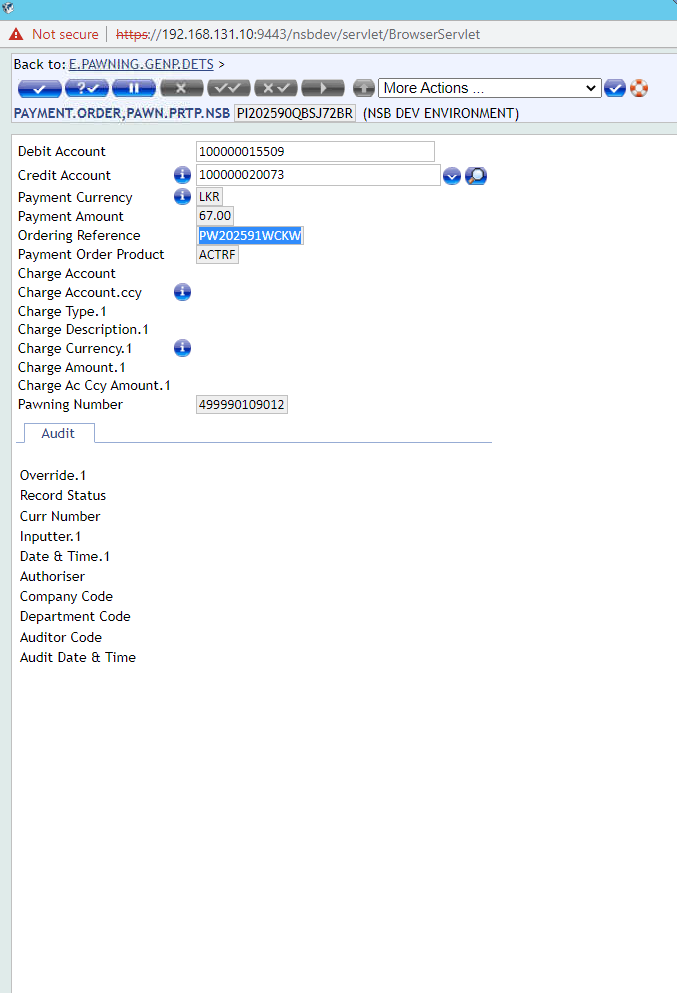 Not secure https://192.168.131.10:9443/nsbdev/servlet/BrowserServlet
Back to: E.PAWNING.GENP.DETS >
More Actions ...
PAYMENT.ORDER,PAWN.PRTP.NSB PI202590QBSJ72BR (NSB DEV ENVIRONMENT)
Debit Account 100000015509
Credit Account 100000020073
Payment Currency LKR
Payment Amount 67.00
Ordering Reference PW202591WCKW
Payment Order Product ACTRF
Charge Account
Charge Account.ccy
Charge Type.1
Charge Description.1
Charge Currency.1
Charge Amount.1
Charge Ac Ccy Amount.1
Pawning Number 499990109012
Audit
Override.1
Record Status
Curr Number
Inputter.1
Date & Time.1
Authoriser
Company Code
Department Code
Auditor Code
Audit Date & Time